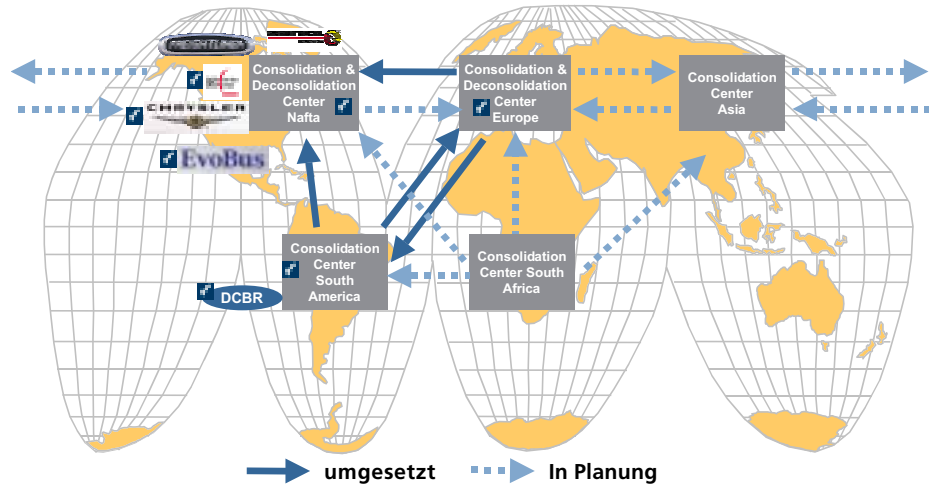 Consolidation &
Deconsolidation
Center
Nafta
Consolidation &
Deconsolidation
Center
Europe
Consolidation
Center
Asia
CHRYSLER
EvoBus
Consolidation
Center
South
America
Consolidation
Center South
Africa
DCBR
umgesetzt
In Planung